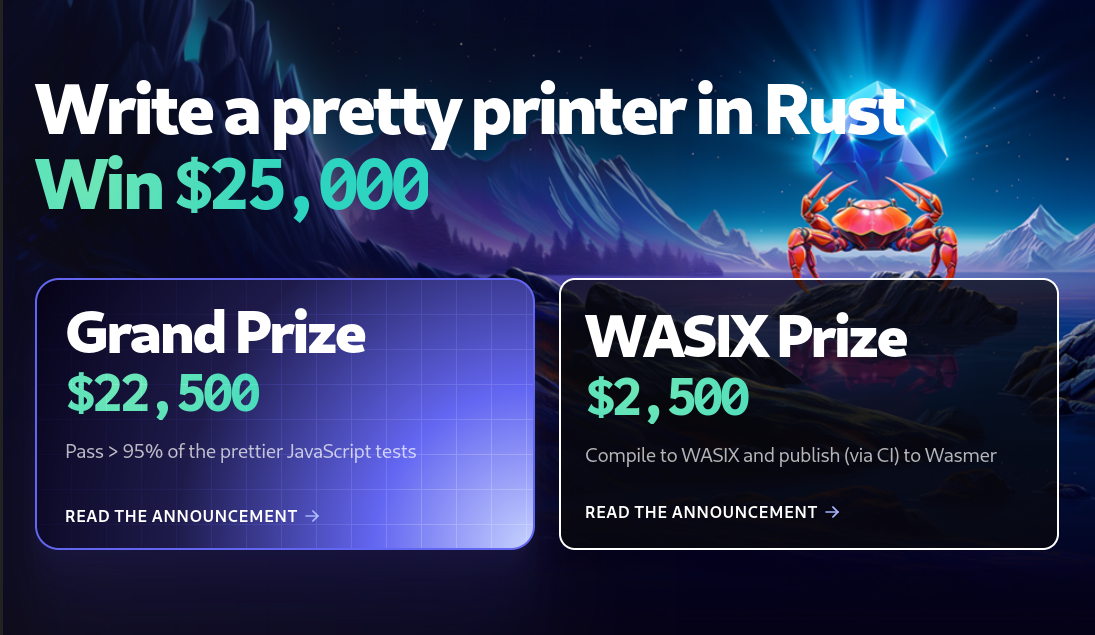 Write a pretty printer in Rust
Win $25,000
Grand Prize
$22,500
Pass > 95% of the prettier JavaScript tests
READ THE ANNOUNCEMENT →
WASIX Prize
$2,500
Compile to WASIX and publish (via CI) to Wasmer
READ THE ANNOUNCEMENT →